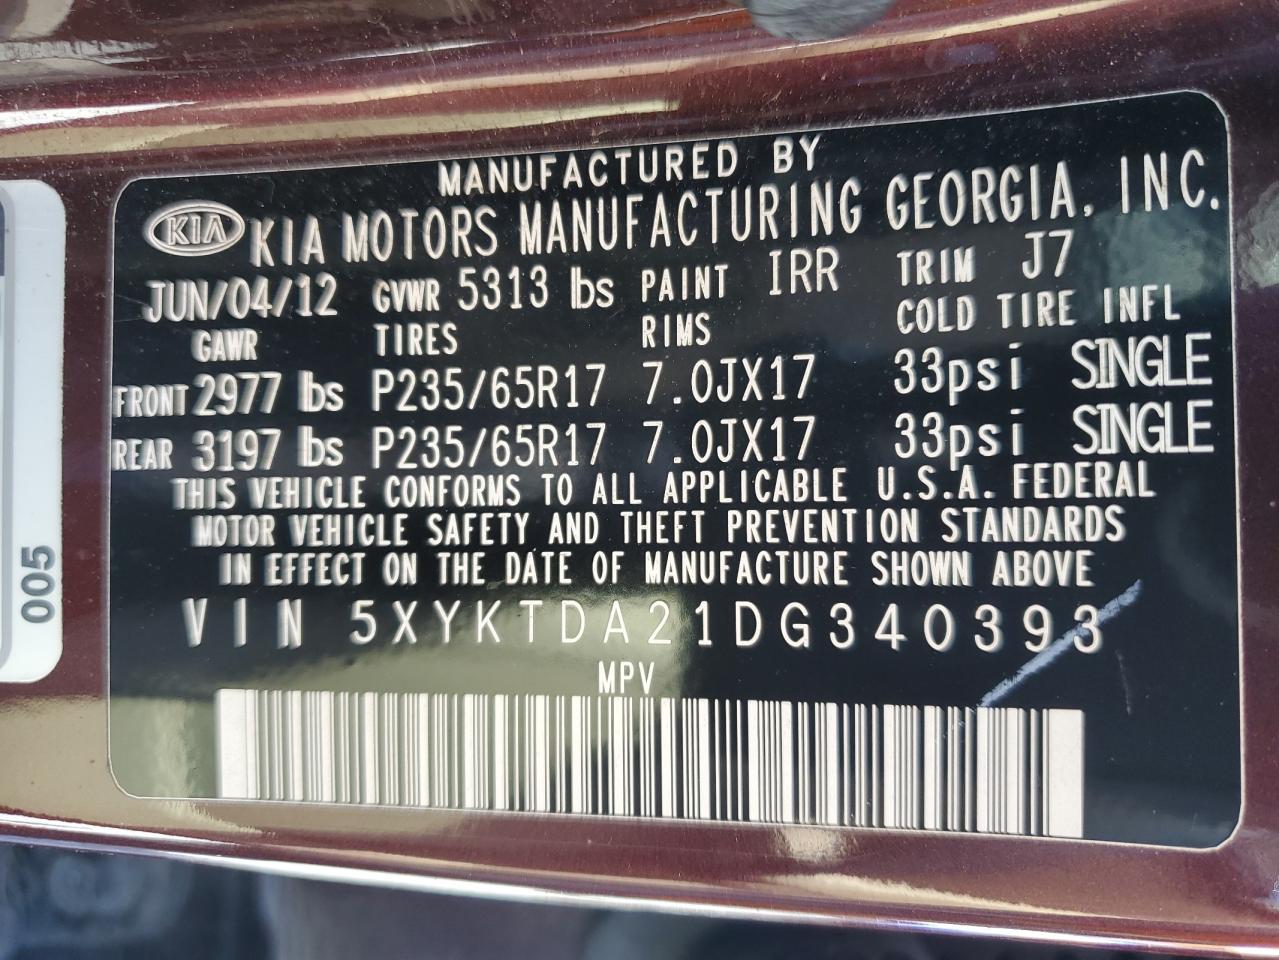 MANUFACTURED BY
KIA KIA MOTORS MANUFACTURING GEORGIA, INC.
JUN/04/12 GVWR 5313 lbs PAINT IRR TRIM J7
GAWR TIRES RIMS COLD TIRE INFL
FRONT 2977 lbs P235/65R17 7.0JX17 33psi SINGLE
REAR 3197 lbs P235/65R17 7.0JX17 33psi SINGLE
THIS VEHICLE CONFORMS TO ALL APPLICABLE U.S.A. FEDERAL
MOTOR VEHICLE SAFETY AND THEFT PREVENTION STANDARDS
IN EFFECT ON THE DATE OF MANUFACTURE SHOWN ABOVE
VIN 5XYKTDA21DG340393
MPV
005